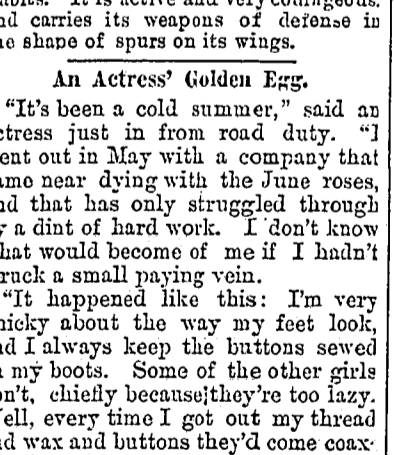 abits. It is active and very courageous.
nd carries its weapons of defense in
he shape of spurs on its wings.
An Actress' Golden Egg.
"It's been a cold summer," said an
ctress just in from road duty. "I
ent out in May with a company that
ame near dying with the June roses,
nd that has only struggled through
y a dint of hard work. I don't know
hat would become of me if I hadn't
ruck a small paying vein.
"It happened like this: I'm very
nicky about the way my feet look,
nd I always keep the buttons sewed
n my boots. Some of the other girls
on't, chiefly because they're too lazy.
Vell, every time I got out my thread
nd wax and buttons they'd come coax-